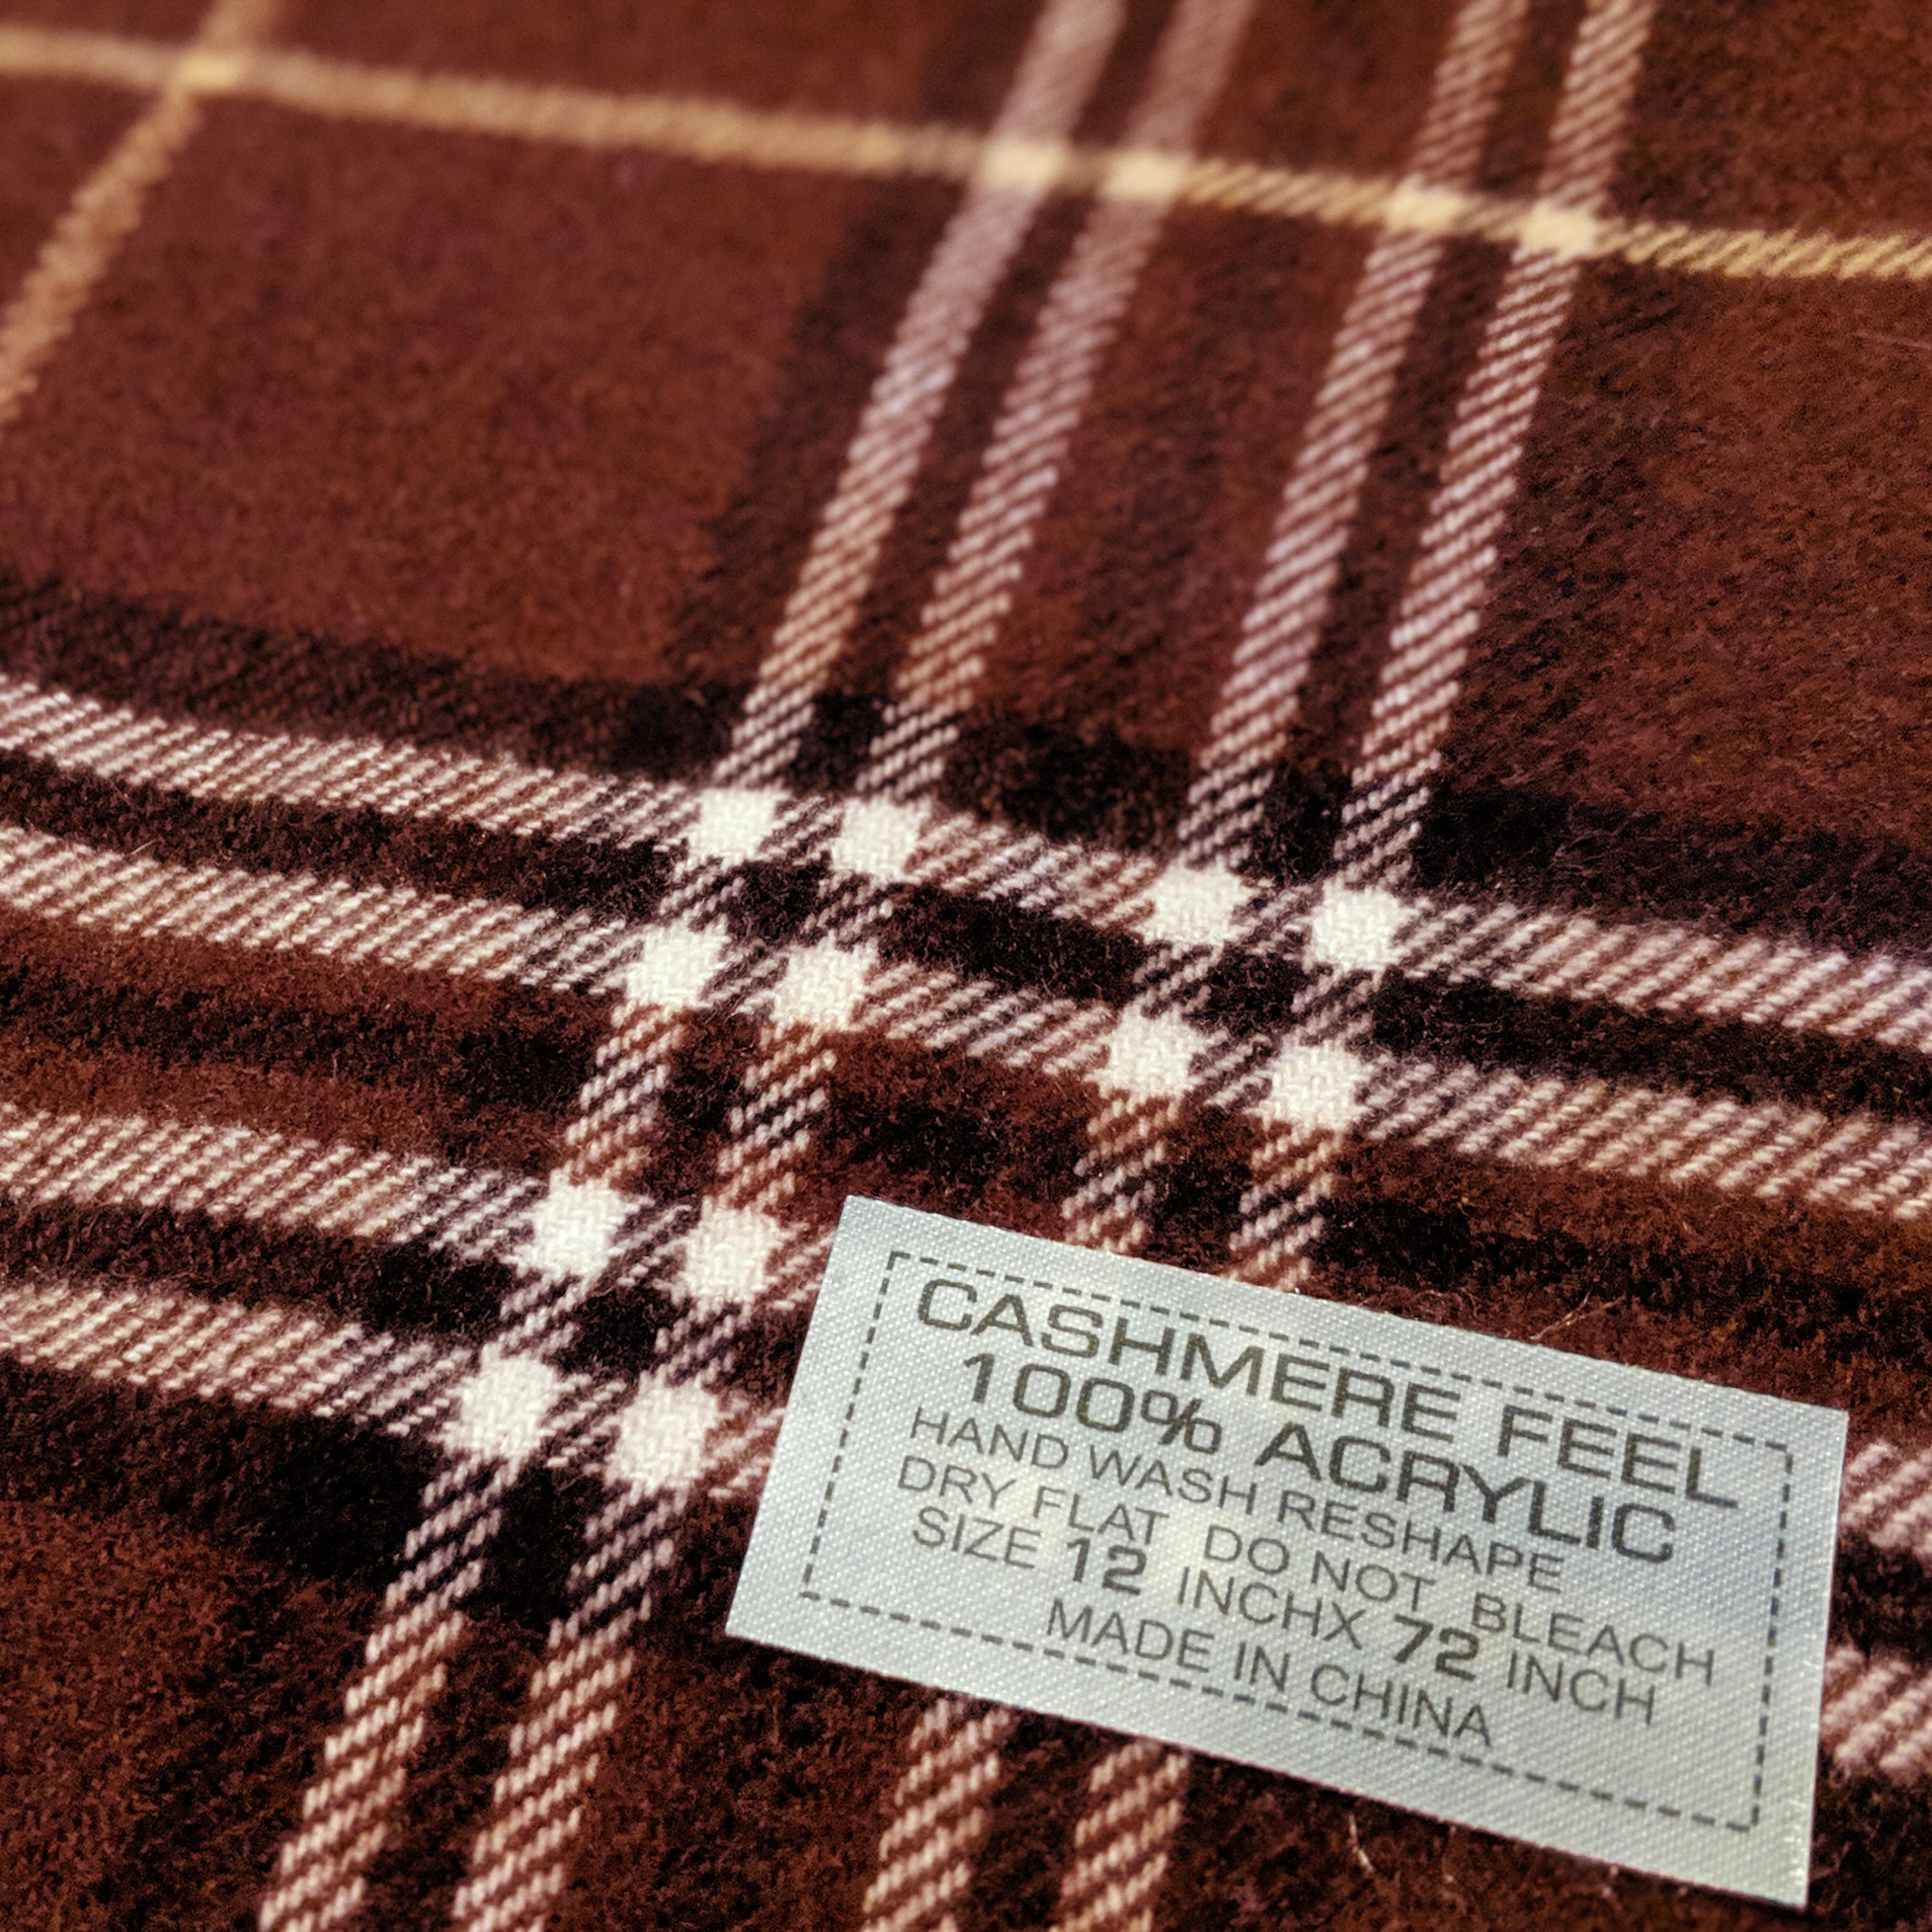 CASHMERE FEEL
100% ACRYLIC
HAND WASH RESHAPE
DRY FLAT DO NOT BLEACH
SIZE 12 INCHX 72 INCH
MADE IN CHINA